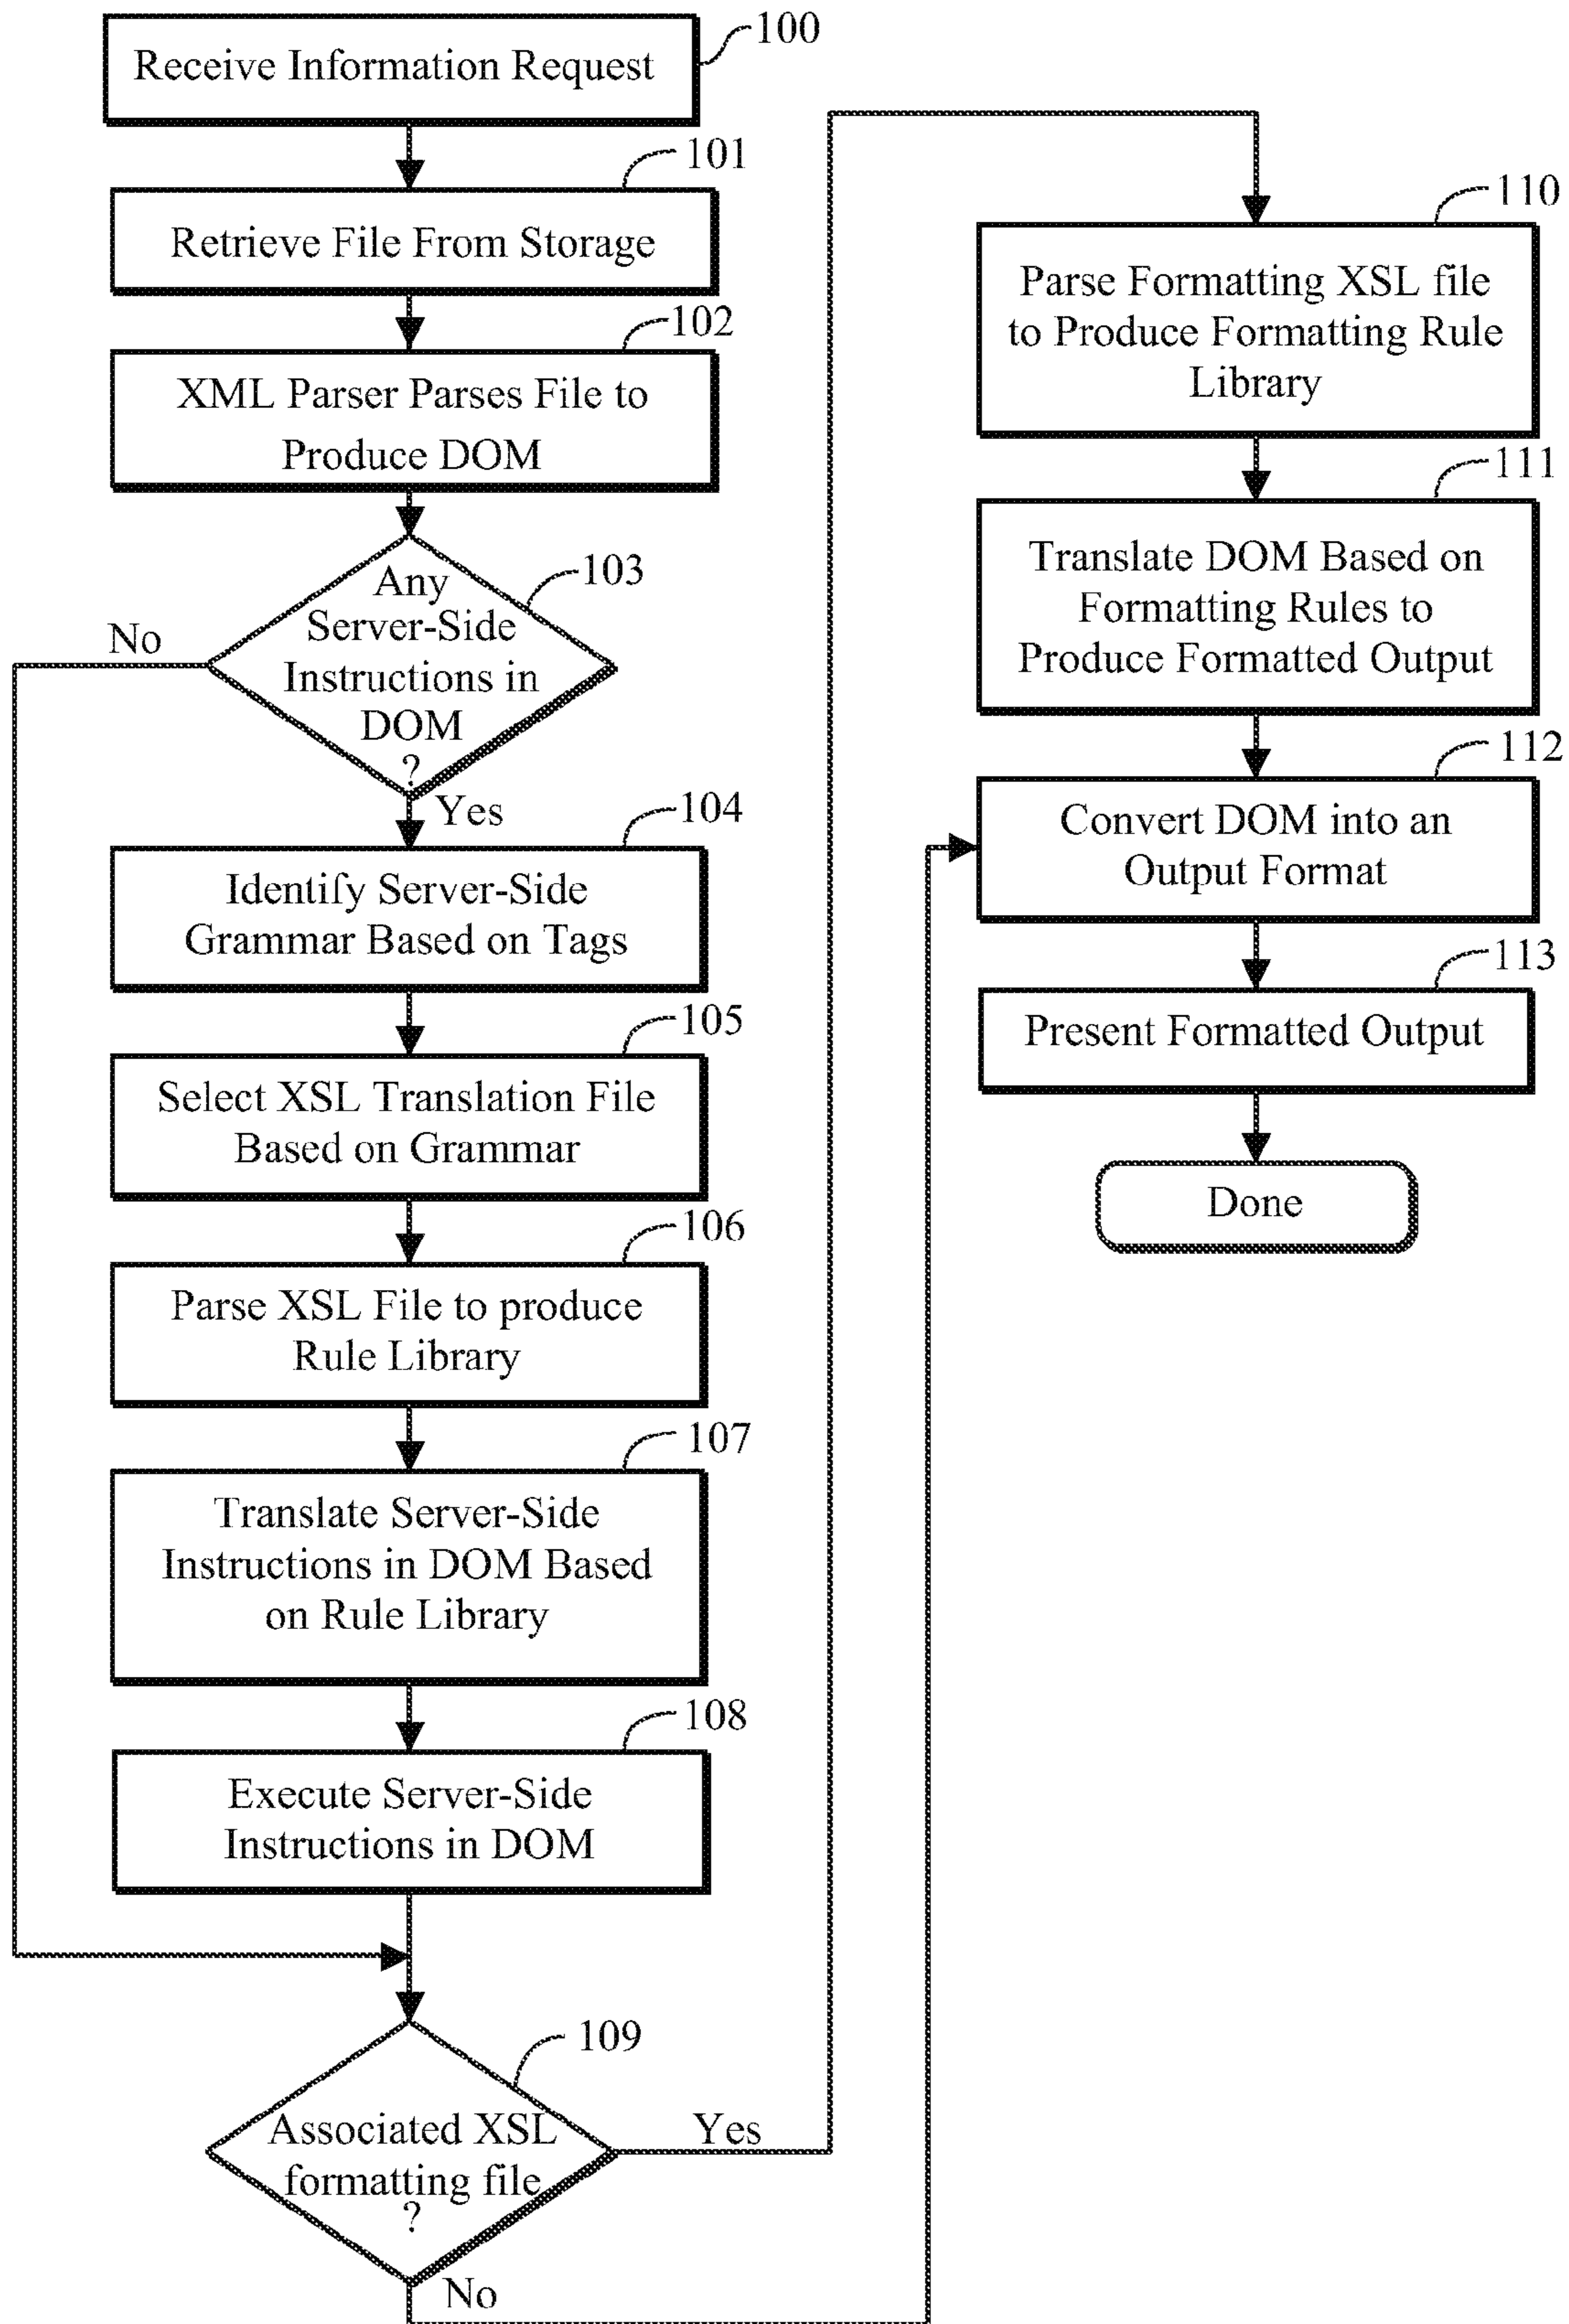 Receive Information Request
100
101
Retrieve File From Storage
102
XML Parser Parses File to
Produce DOM
103
Any
Server-Side
Instructions in
DOM
?
No
Yes
104
Identify Server-Side
Grammar Based on Tags
105
Select XSL Translation File
Based on Grammar
106
Parse XSL File to produce
Rule Library
107
Translate Server-Side
Instructions in DOM Based
on Rule Library
108
Execute Server-Side
Instructions in DOM
109
Associated XSL
formatting file
?
Yes
No
110
Parse Formatting XSL file
to Produce Formatting Rule
Library
111
Translate DOM Based on
Formatting Rules to
Produce Formatted Output
112
Convert DOM into an
Output Format
113
Present Formatted Output
Done